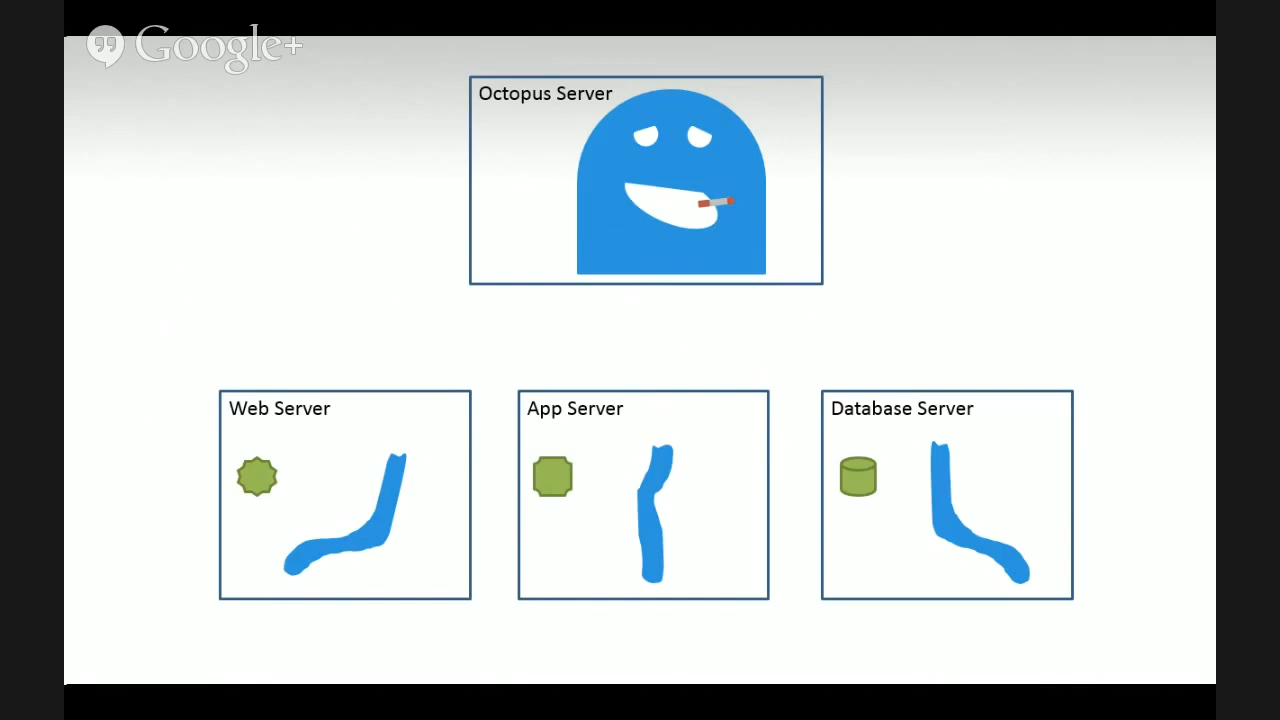 Google+
Octopus Server
Web Server
App Server
Database Server